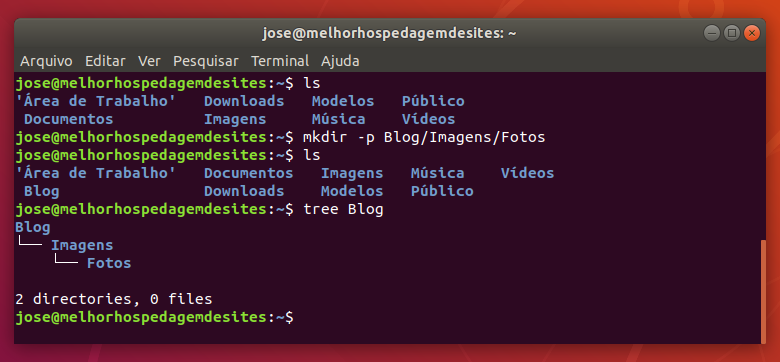 jose@melhorhospedagemdesites: ~
Arquivo Editar Ver Pesquisar Terminal Ajuda
jose@melhorhospedagemdesites:~$ ls
'Área de Trabalho'   Downloads   Modelos   Público
 Documentos          Imagens     Música    Vídeos
jose@melhorhospedagemdesites:~$ mkdir -p Blog/Imagens/Fotos
jose@melhorhospedagemdesites:~$ ls
'Área de Trabalho'   Documentos   Imagens   Música    Vídeos
 Blog                Downloads    Modelos   Público
jose@melhorhospedagemdesites:~$ tree Blog
Blog
└── Imagens
    └── Fotos
2 directories, 0 files
jose@melhorhospedagemdesites:~$